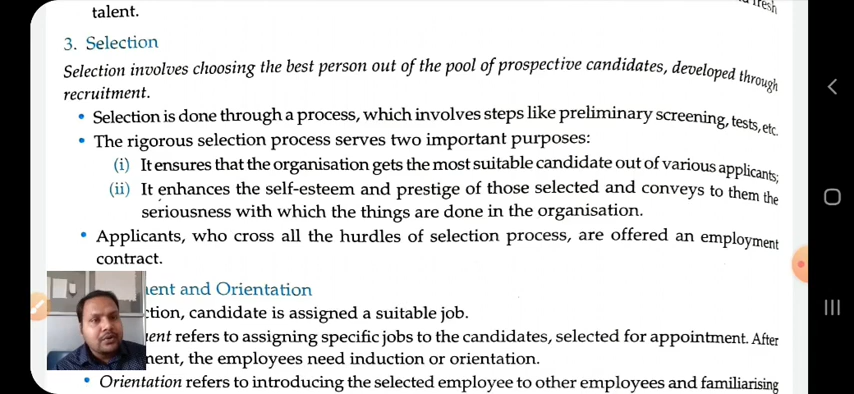 fresh
talent.
3. Selection
Selection involves choosing the best person out of the pool of prospective candidates, developed through
recruitment.
• Selection is done through a process, which involves steps like preliminary screening, tests, etc.
• The rigorous selection process serves two important purposes:
(i) It ensures that the organisation gets the most suitable candidate out of various applicants;
(ii) It enhances the self-esteem and prestige of those selected and conveys to them the
seriousness with which the things are done in the organisation.
• Applicants, who cross all the hurdles of selection process, are offered an employment
contract.
ent and Orientation
tion, candidate is assigned a suitable job.
ent refers to assigning specific jobs to the candidates, selected for appointment. After
ment, the employees need induction or orientation.
• Orientation refers to introducing the selected employee to other employees and familiarising